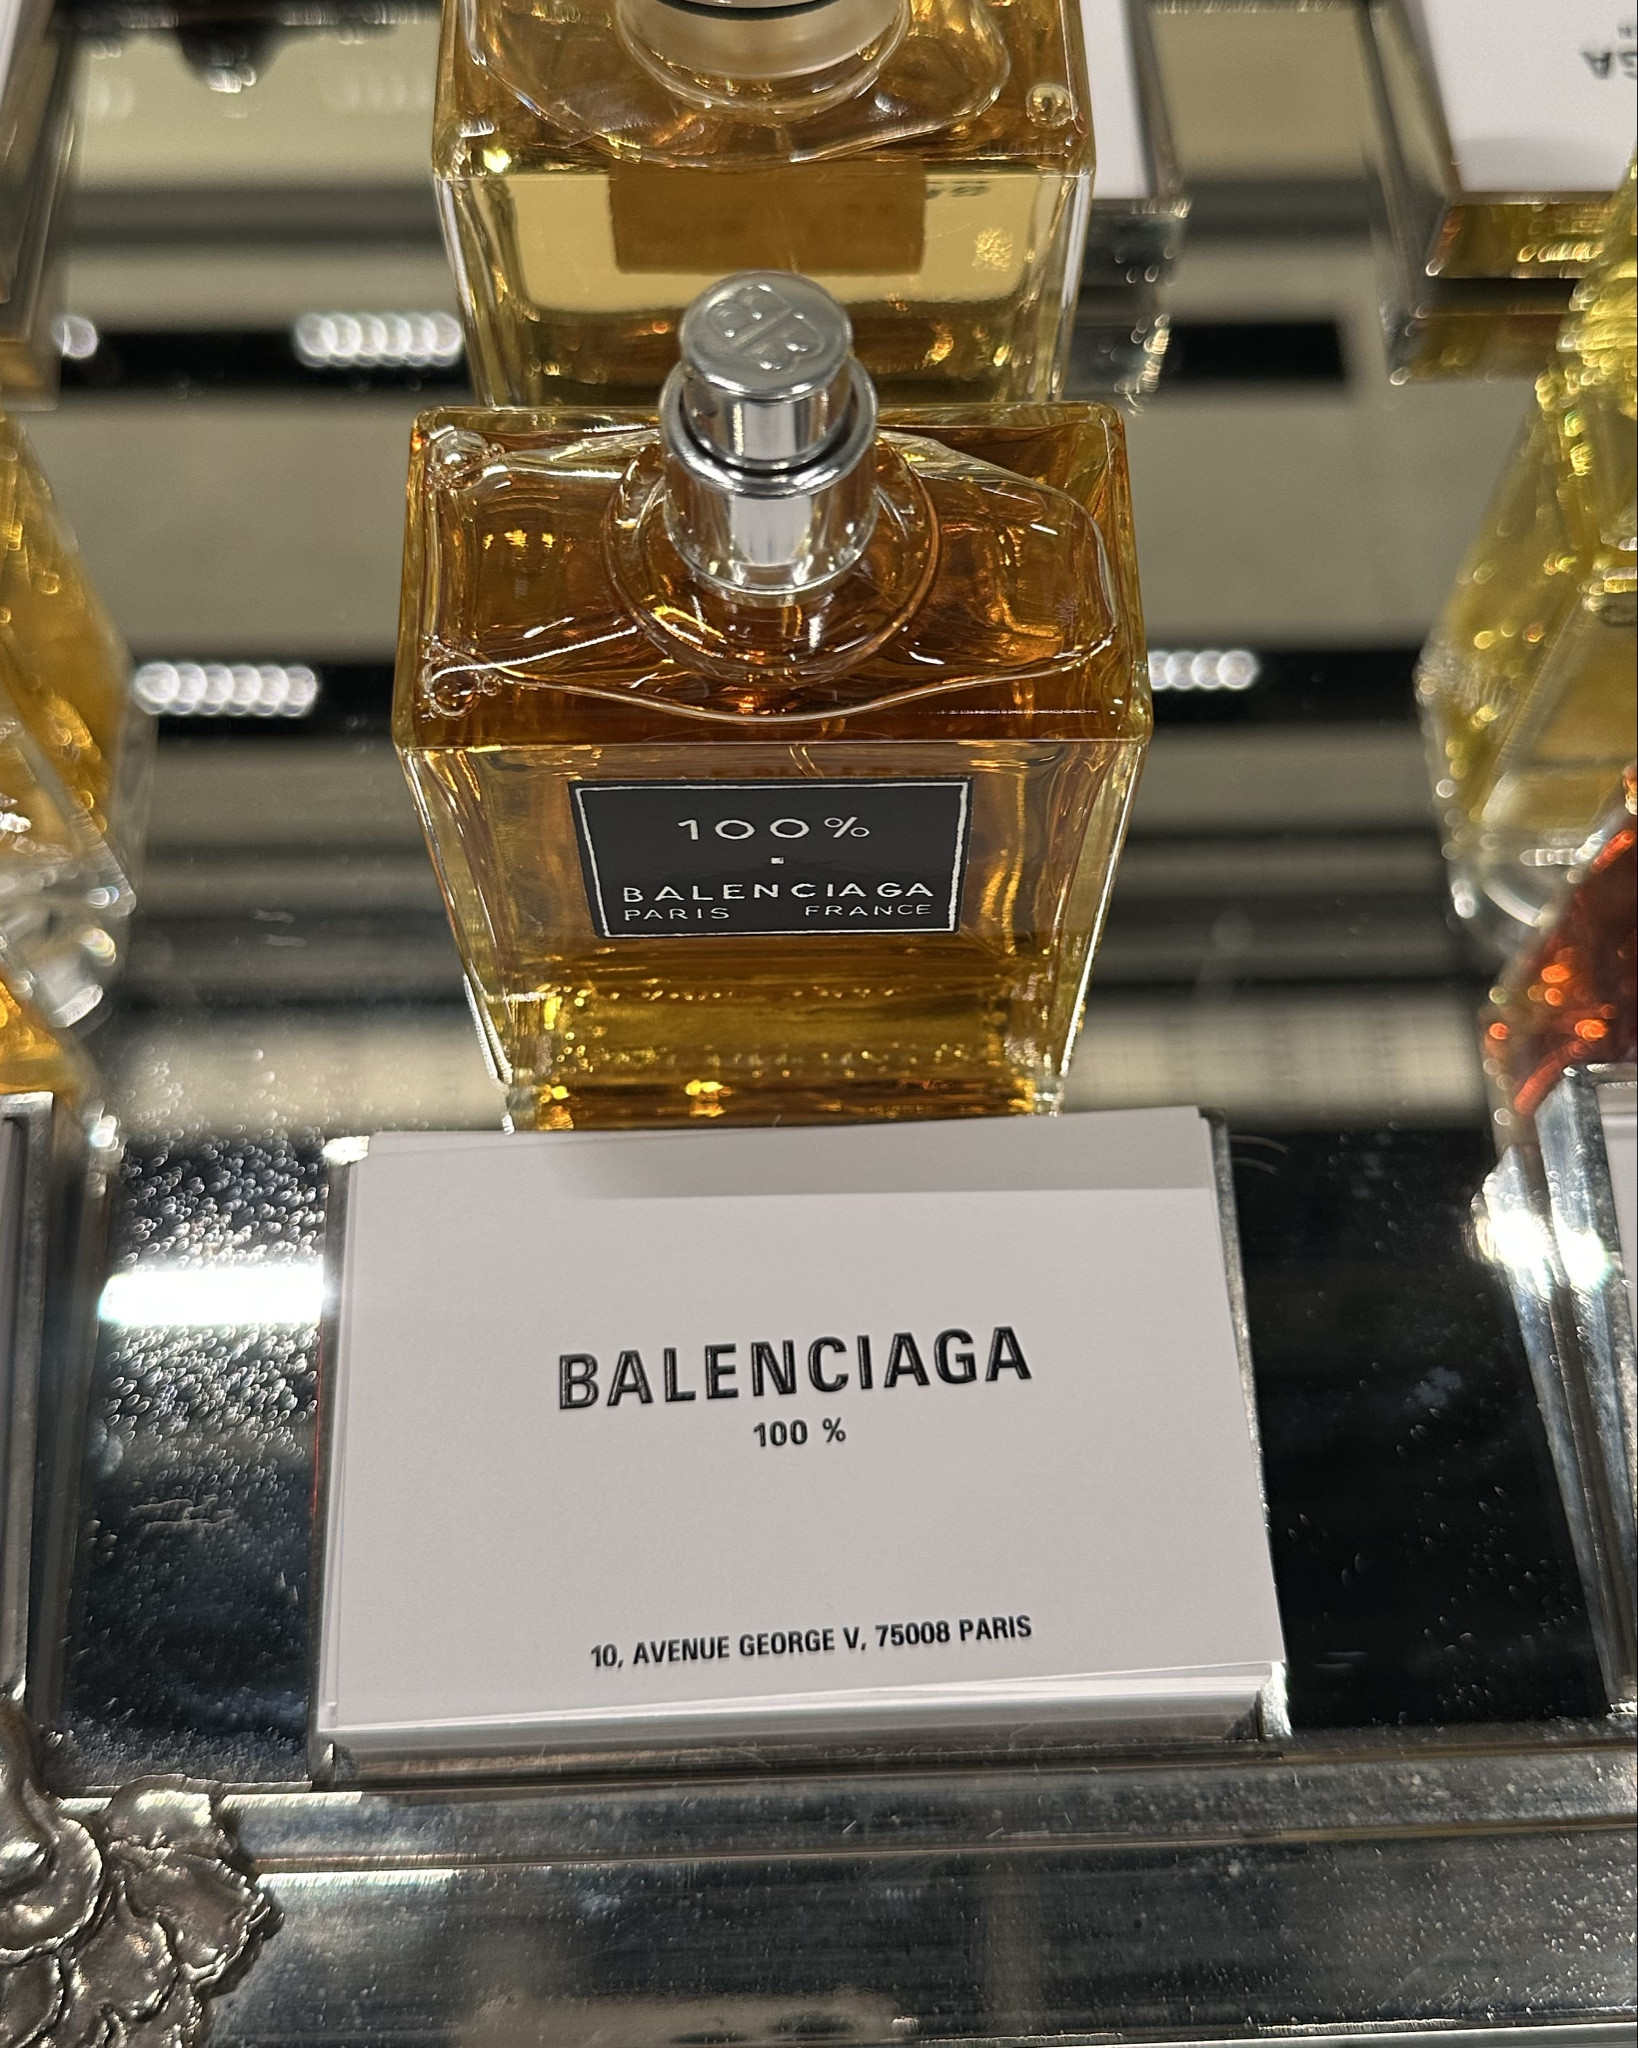 100%
BALENCIAGA
PARIS FRANCE
BALENCIAGA
100 %
10, AVENUE GEORGE V, 75008 PARIS